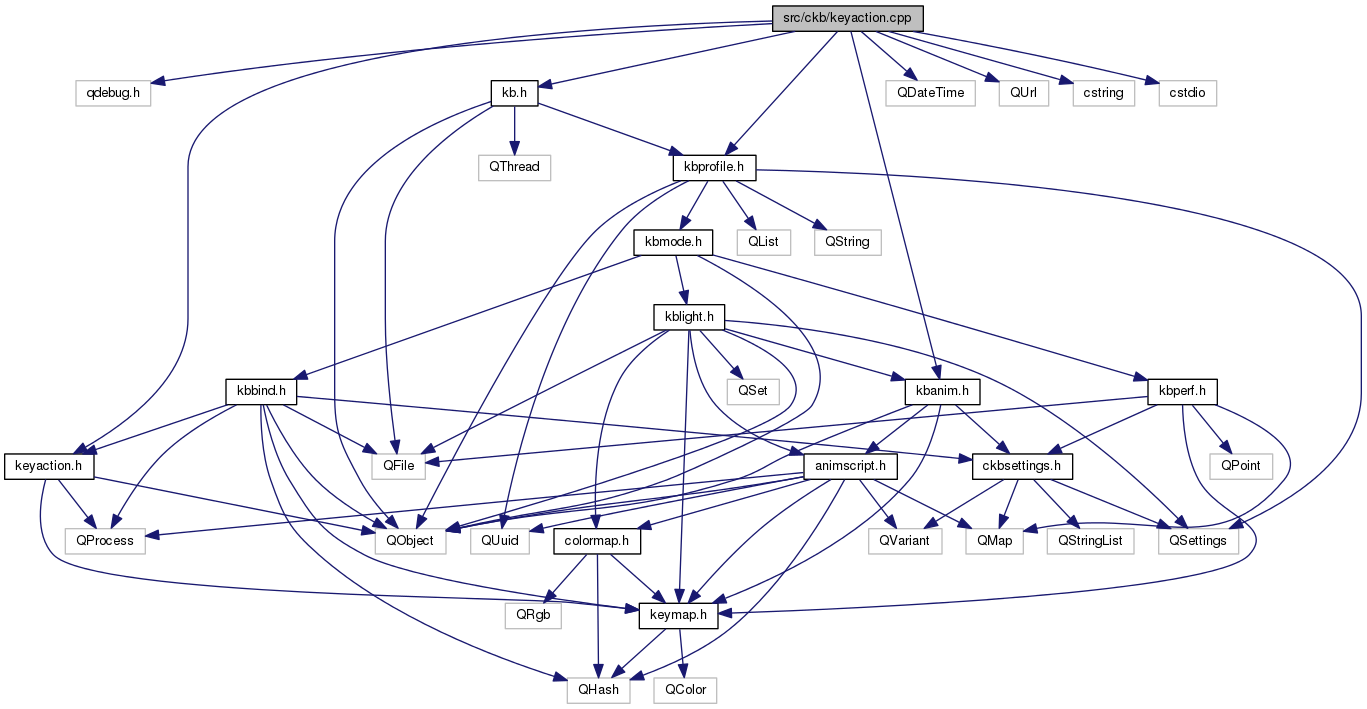 src/ckb/keyaction.cpp
qdebug.h
kb.h
QDateTime
QUrl
cstring
cstdio
QThread
kbprofile.h
kbmode.h
QList
QString
kblight.h
kbbind.h
QSet
kbanim.h
kbperf.h
keyaction.h
QFile
animscript.h
ckbsettings.h
QPoint
QProcess
QObject
QUuid
colormap.h
QVariant
QMap
QStringList
QSettings
QRgb
keymap.h
QHash
QColor